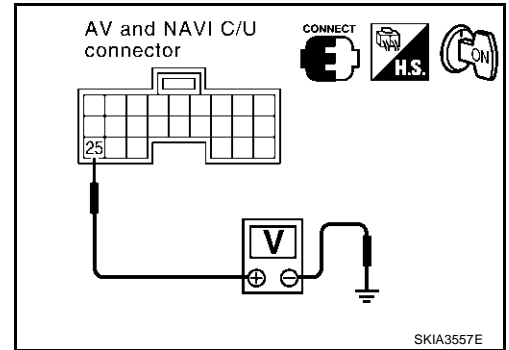 AV and NAVI C/U
connector
CONNECT
H.S.
ON
25
V
+ −
SKIA3557E